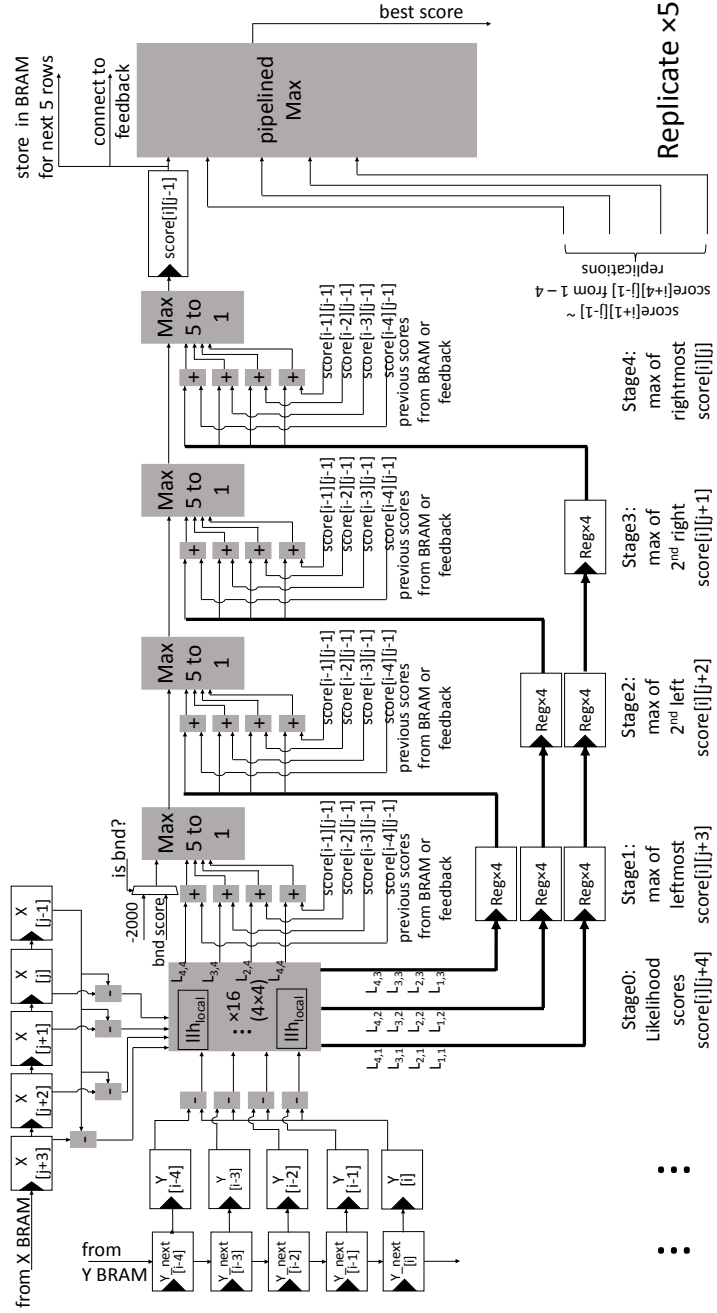 from X BRAM
X
[j+3]
X
[j+2]
X
[j+1]
X
[j]
X
[j-1]
-
-
-
-
from
Y BRAM
Y_next
[i-4]
Y_next
[i-3]
Y_next
[i-2]
Y_next
[i-1]
Y_next
[i]
Y
[i-4]
Y
[i-3]
Y
[i-2]
Y
[i-1]
Y
[i]
-
-
-
-
llh_local
⋮ ×16
(4×4)
llh_local
L4,4
L3,4
L2,4
L4,4
L4,1
L3,1
L2,1
L1,1
L4,2
L3,2
L2,2
L1,2
L4,3
L3,3
L2,3
L1,3
-2000
bnd score
is bnd?
+
+
+
+
Max
5 to
1
score[i-1][j-1]
score[i-2][j-1]
score[i-3][j-1]
score[i-4][j-1]
previous scores
from BRAM or
feedback
+
+
+
+
Max
5 to
1
score[i-1][j-1]
score[i-2][j-1]
score[i-3][j-1]
score[i-4][j-1]
previous scores
from BRAM or
feedback
+
+
+
+
Max
5 to
1
score[i-1][j-1]
score[i-2][j-1]
score[i-3][j-1]
score[i-4][j-1]
previous scores
from BRAM or
feedback
+
+
+
+
Max
5 to
1
score[i-1][j-1]
score[i-2][j-1]
score[i-3][j-1]
score[i-4][j-1]
previous scores
from BRAM or
feedback
Reg×4
Reg×4
Reg×4
Reg×4
Reg×4
Reg×4
score[i][j-1]
store in BRAM
for next 5 rows
connect to
feedback
pipelined
Max
best score
score[i+1][j-1] ~
score[i+4][j-1] from 1 – 4
replications
...
...
Stage0:
Likelihood
scores
score[i][j+4]
Stage1:
max of
leftmost
score[i][j+3]
Stage2:
max of
2nd left
score[i][j+2]
Stage3:
max of
2nd right
score[i][j+1]
Stage4:
max of
rightmost
score[i][j]
Replicate ×5